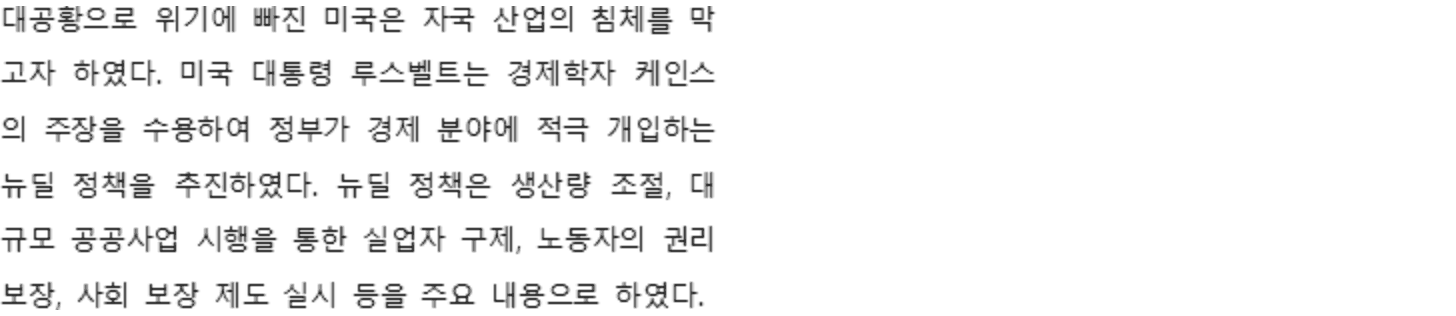 대공황으로 위기에 빠진 미국은 자국 산업의 침체를 막
고자 하였다. 미국 대통령 루스벨트는 경제학자 케인스
의 주장을 수용하여 정부가 경제 분야에 적극 개입하는
뉴딜 정책을 추진하였다. 뉴딜 정책은 생산량 조절, 대
규모 공공사업 시행을 통한 실업자 구제, 노동자의 권리
보장, 사회 보장 제도 실시 등을 주요 내용으로 하였다.